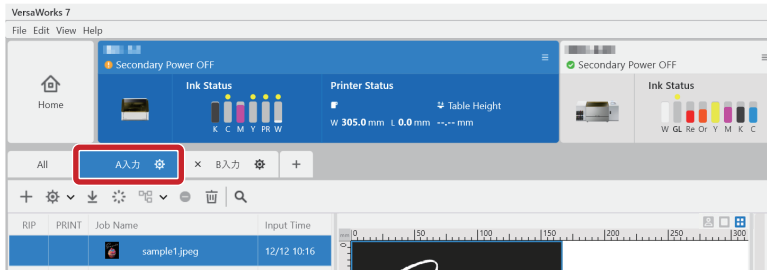 VersaWorks 7
File Edit View Help
Home
Secondary Power OFF
Ink Status
K C M Y PR W
Printer Status
Table Height
W 305.0 mm L 0.0 mm --.-- mm
Secondary Power OFF
Ink Status
W GL Re Or Y M K C
All
A入力
B入力
RIP PRINT Job Name Input Time
sample1.jpeg 12/12 10:16
mm 0 50 100 150 200 250 300
0